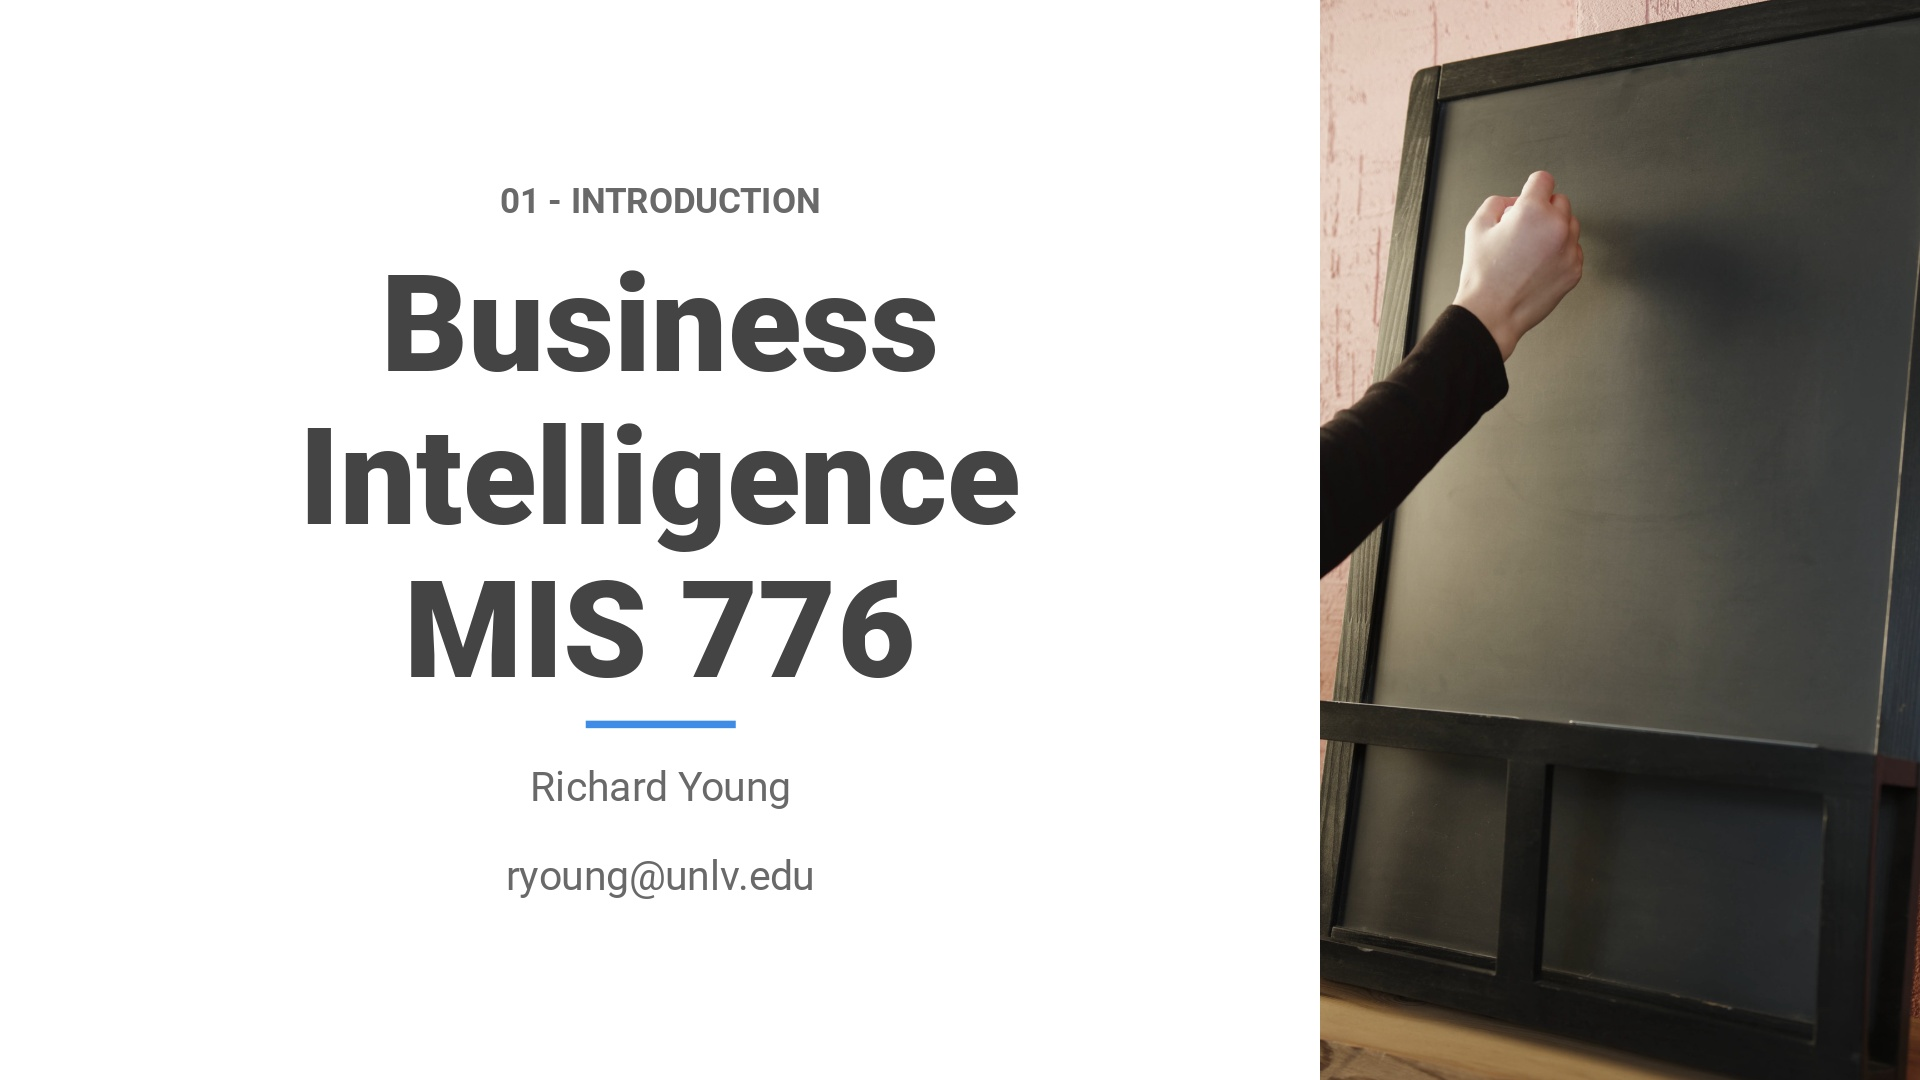 01 - INTRODUCTION
Business
Intelligence
MIS 776
Richard Young
ryoung@unlv.edu